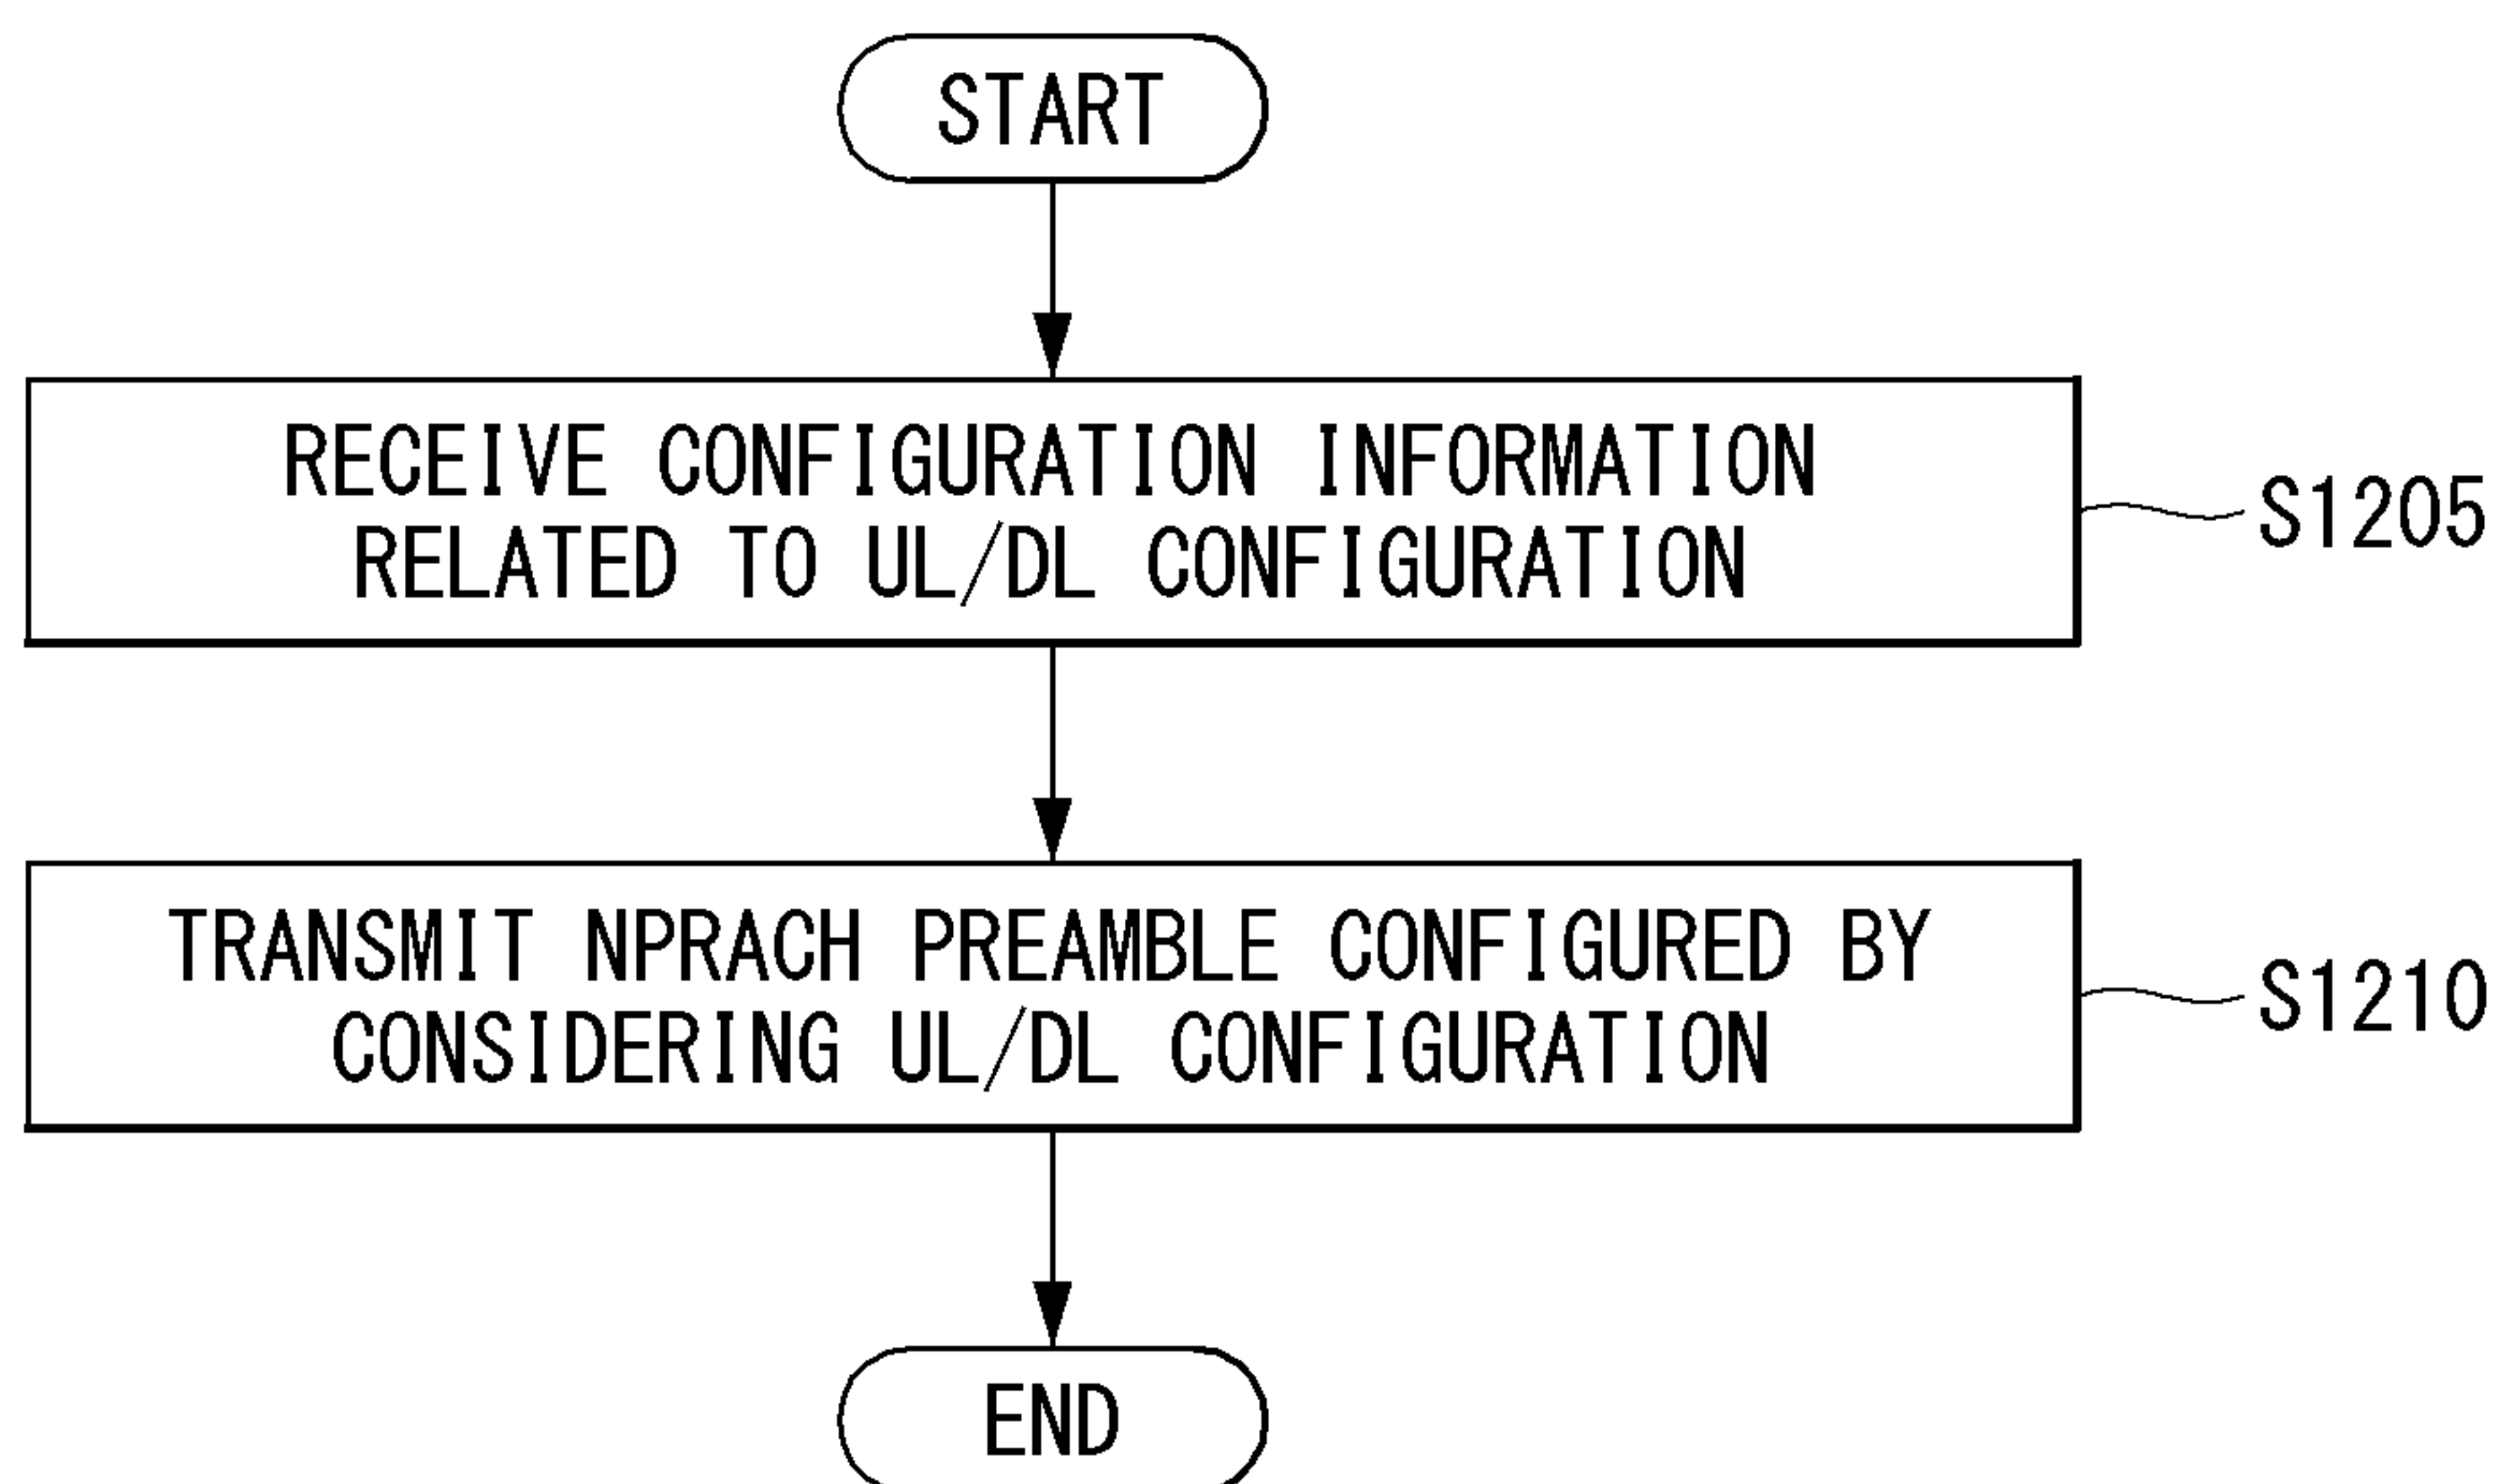 START
RECEIVE CONFIGURATION INFORMATION
RELATED TO UL/DL CONFIGURATION
S1205
TRANSMIT NPRACH PREAMBLE CONFIGURED BY
CONSIDERING UL/DL CONFIGURATION
S1210
END